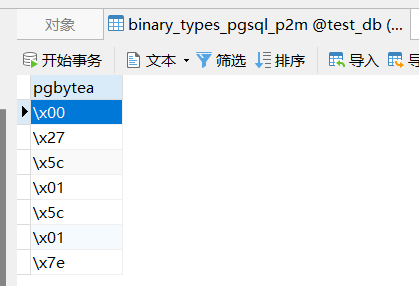 对象 binary_types_pgsql_p2m @test_db (...
开始事务 文本 筛选 排序 导入 导
pgbytea
\x00
\x27
\x5c
\x01
\x5c
\x01
\x7e